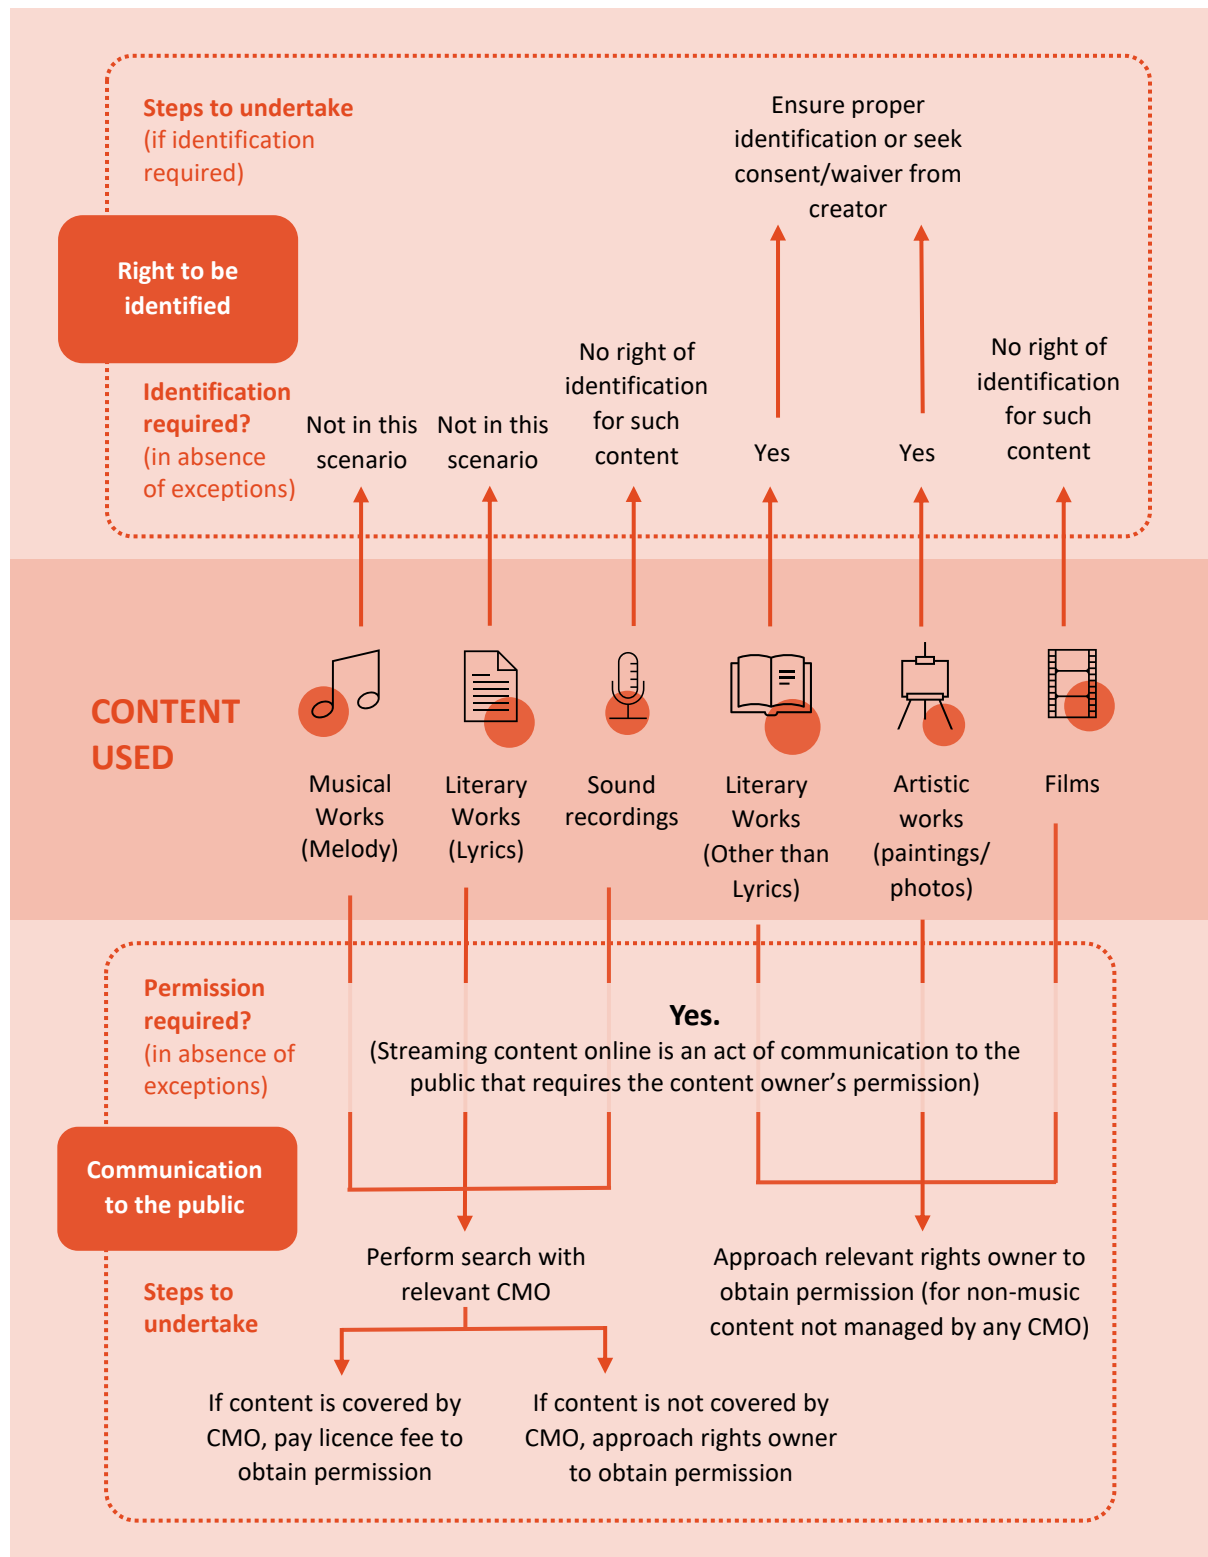 Steps to undertake
(if identification
required)
Ensure proper
identification or seek
consent/waiver from
creator
Right to be
identified
Identification
required?
(in absence
of exceptions)
Not in this
scenario
Not in this
scenario
No right of
identification
for such
content
Yes
Yes
No right of
identification
for such
content
CONTENT
USED
Musical
Works
(Melody)
Literary
Works
(Lyrics)
Sound
recordings
Literary
Works
(Other than
Lyrics)
Artistic
works
(paintings/
photos)
Films
Permission
required?
(in absence of
exceptions)
Yes.
(Streaming content online is an act of communication to the
public that requires the content owner’s permission)
Communication
to the public
Steps to
undertake
Perform search with
relevant CMO
Approach relevant rights owner to
obtain permission (for non-music
content not managed by any CMO)
If content is covered by
CMO, pay licence fee to
obtain permission
If content is not covered by
CMO, approach rights owner
to obtain permission